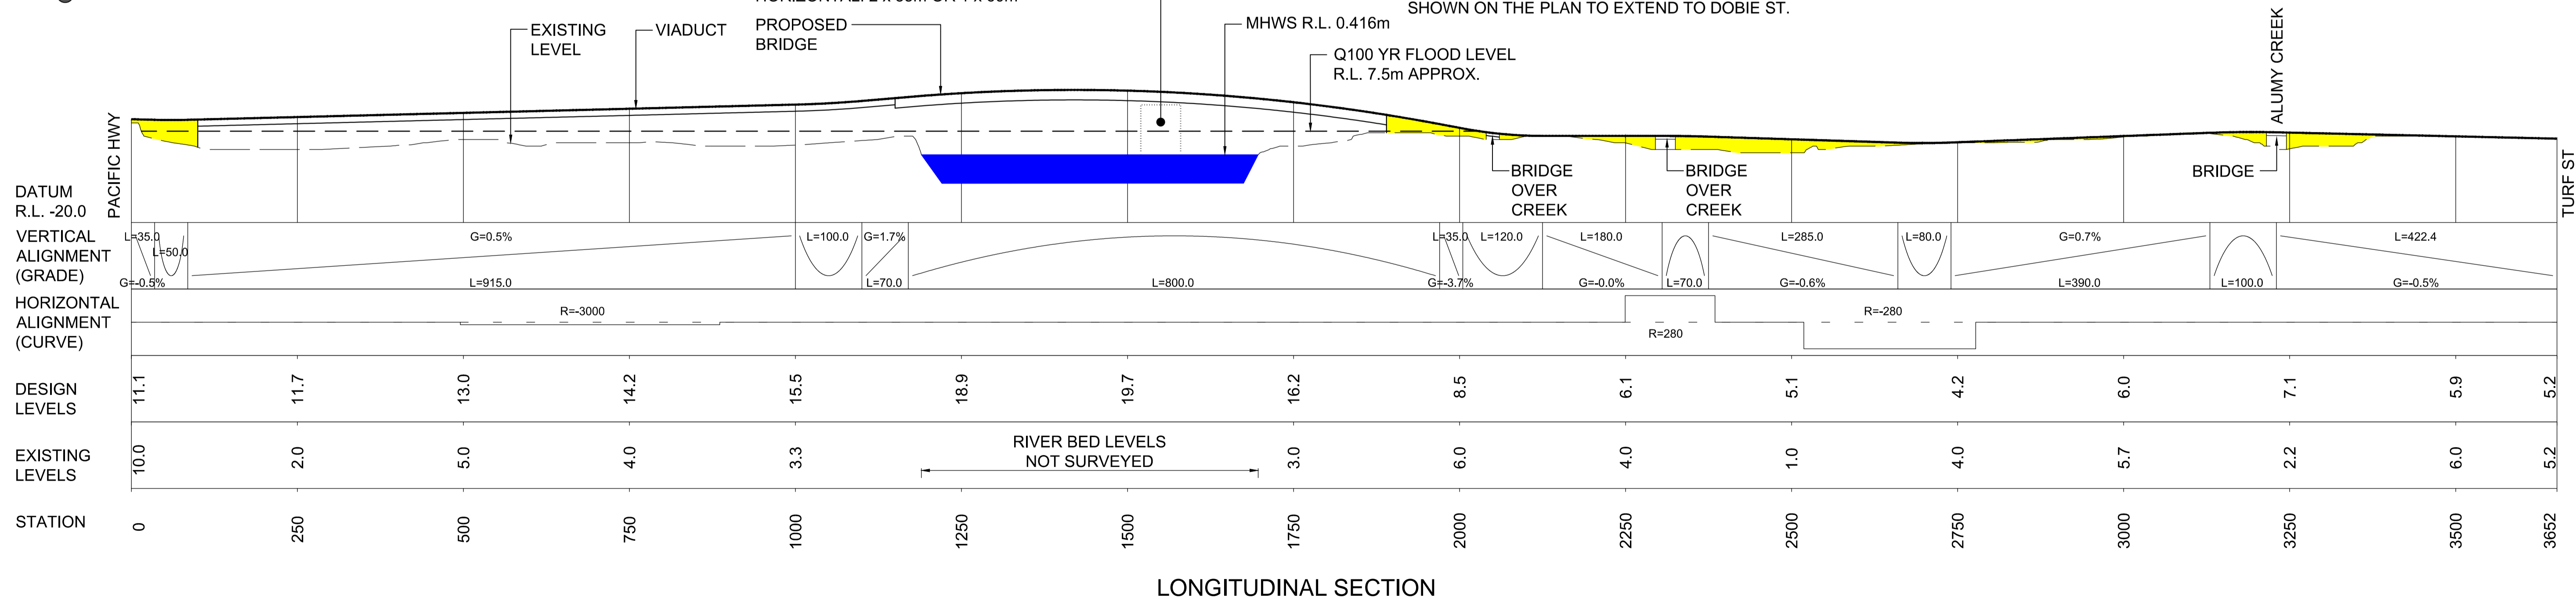 SHOWN ON THE PLAN TO EXTEND TO DOBIE ST.
EXISTING
LEVEL
VIADUCT
PROPOSED
BRIDGE
MHWS R.L. 0.416m
Q100 YR FLOOD LEVEL
R.L. 7.5m APPROX.
ALUMY CREEK
PACIFIC HWY
TURF ST
BRIDGE
OVER
CREEK
BRIDGE
OVER
CREEK
BRIDGE
DATUM
R.L. -20.0
VERTICAL
ALIGNMENT
(GRADE)
L=35.0 G=0.5% L=100.0 G=1.7% L=35.0 L=120.0 L=180.0 L=285.0 L=80.0 G=0.7% L=422.4
L=50.0
G=-0.5% L=915.0 L=70.0 L=800.0 G=-3.7% G=-0.0% L=70.0 G=-0.6% L=390.0 L=100.0 G=-0.5%
HORIZONTAL
ALIGNMENT
(CURVE)
R=-3000 R=-280
R=280
DESIGN
LEVELS
11.1 11.7 13.0 14.2 15.5 18.9 19.7 16.2 8.5 6.1 5.1 4.2 6.0 7.1 5.9 5.2
EXISTING
LEVELS
10.0 2.0 5.0 4.0 3.3 3.0 6.0 4.0 1.0 4.0 5.7 2.2 6.0 5.2
RIVER BED LEVELS
NOT SURVEYED
STATION
0 2250 5000 7750 1000 1250 1500 1750 2000 2250 2500 2750 3000 3250 3500 3652
LONGITUDINAL SECTION